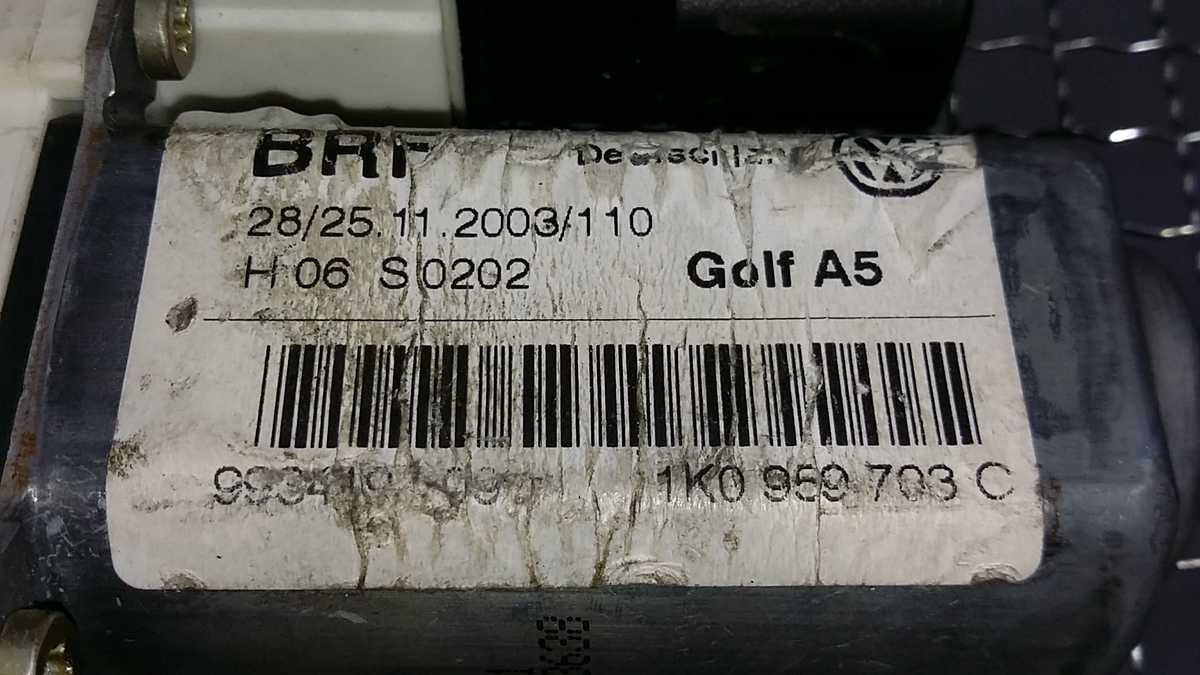 BRF
28/25.11.2003/110
H 06 S 0202 Golf A5
1K0 959 703 C